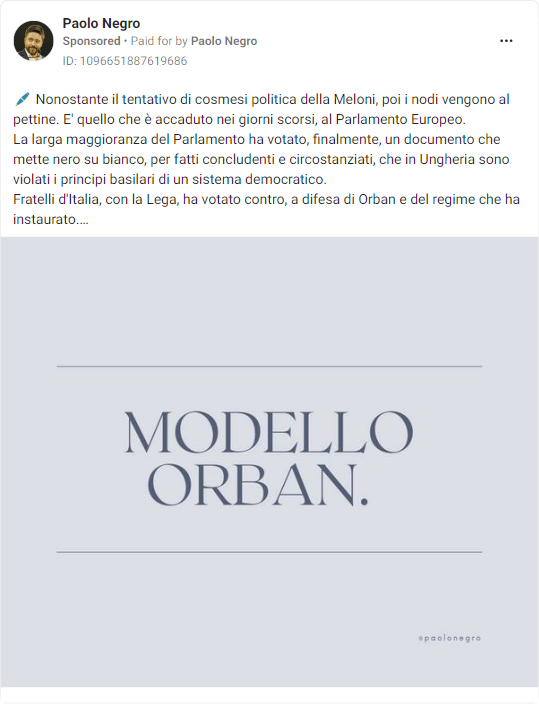 Paolo Negro
Sponsored • Paid for by Paolo Negro
ID: 1096651887619686
Nonostante il tentativo di cosmesi politica della Meloni, poi i nodi vengono al
pettine. E' quello che è accaduto nei giorni scorsi, al Parlamento Europeo.
La larga maggioranza del Parlamento ha votato, finalmente, un documento che
mette nero su bianco, per fatti concludenti e circostanziati, che in Ungheria sono
violati i principi basilari di un sistema democratico.
Fratelli d'Italia, con la Lega, ha votato contro, a difesa di Orban e del regime che ha
instaurato....
MODELLO
ORBAN.
@paolonegro